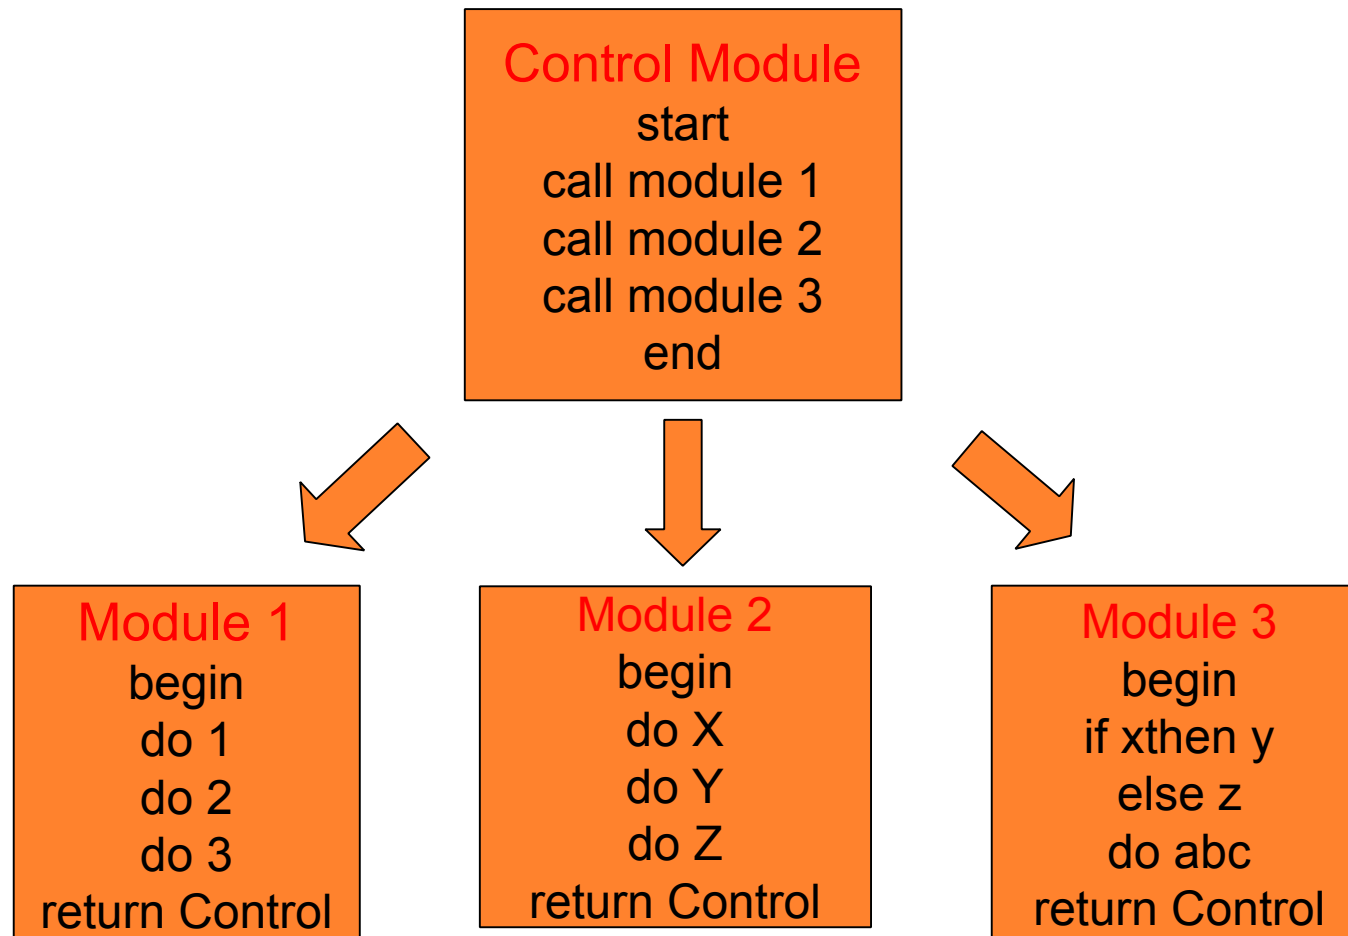 Control Module
start
call module 1
call module 2
call module 3
end
Module 1
begin
do 1
do 2
do 3
return Control
Module 2
begin
do X
do Y
do Z
return Control
Module 3
begin
if xthen y
else z
do abc
return Control